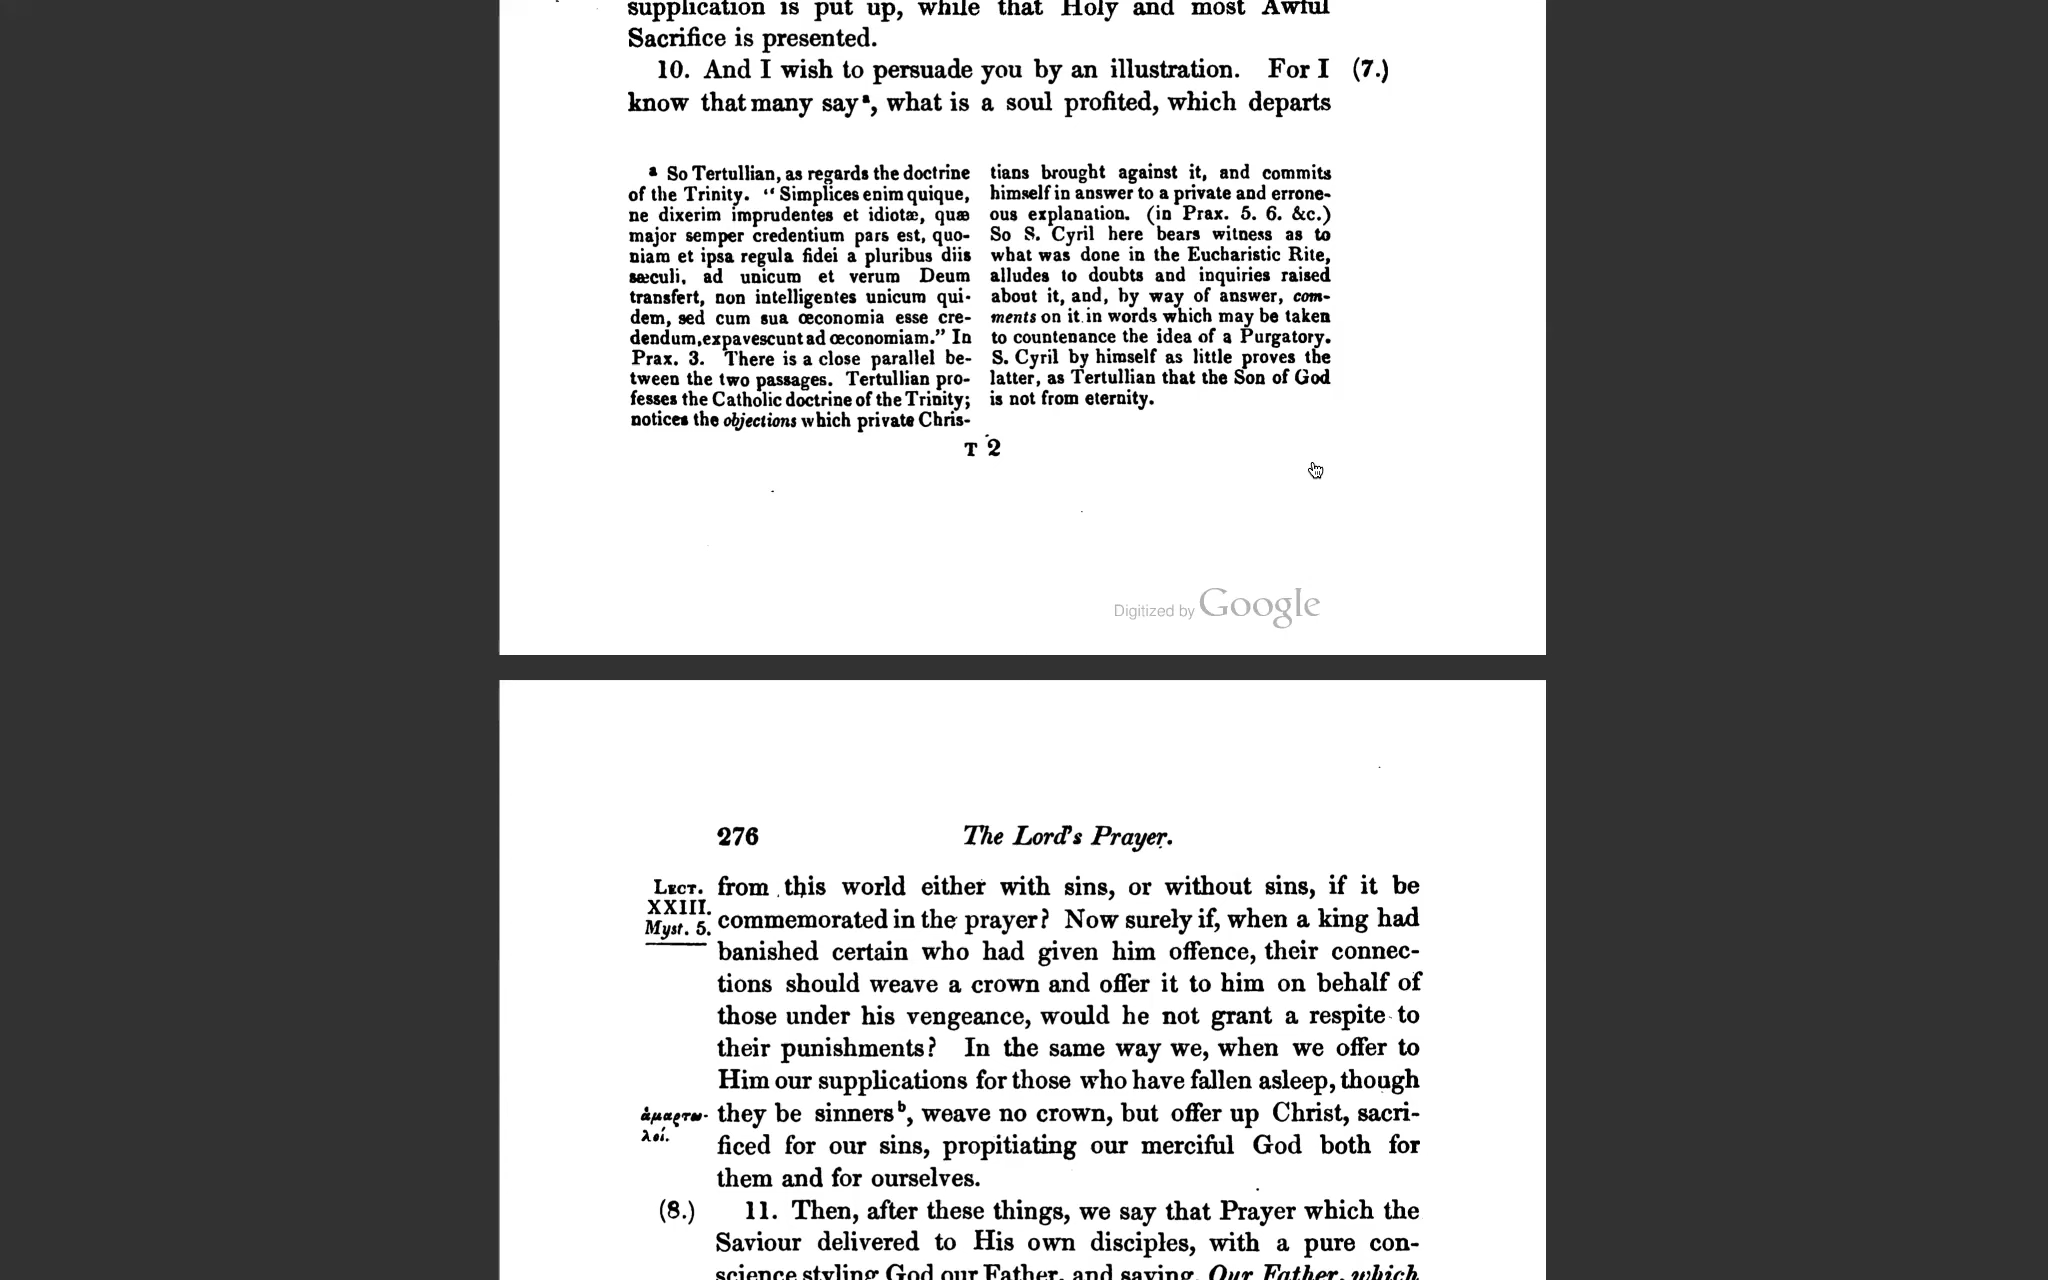 supplication is put up, while that Holy and most Awful
Sacrifice is presented.
10. And I wish to persuade you by an illustration. For I (7.)
know that many say a, what is a soul profited, which departs
a So Tertullian, as regards the doctrine
of the Trinity. “ Simplices enim quique,
ne dixerim imprudentes et idiotæ, quæ
major semper credentium pars est, quo-
niam et ipsa regula fidei a pluribus diis
sæculi, ad unicum et verum Deum
transfert, non intelligentes unicum qui-
dem, sed cum sua œconomia esse cre-
dendum, expavescunt ad œconomiam.” In
Prax. 3. There is a close parallel be-
tween the two passages. Tertullian pro-
fesses the Catholic doctrine of the Trinity;
notices the objections which private Chris-
tians brought against it, and commits
himself in answer to a private and errone-
ous explanation. (in Prax. 5. 6. &c.)
So S. Cyril here bears witness as to
what was done in the Eucharistic Rite,
alludes to doubts and inquiries raised
about it, and, by way of answer, com-
ments on it in words which may be taken
to countenance the idea of a Purgatory.
S. Cyril by himself as little proves the
latter, as Tertullian that the Son of God
is not from eternity.
T 2
Digitized by Google
276 The Lord's Prayer.
LECT. XXIII. Myst. 5.
from this world either with sins, or without sins, if it be
commemorated in the prayer? Now surely if, when a king had
banished certain who had given him offence, their connec-
tions should weave a crown and offer it to him on behalf of
those under his vengeance, would he not grant a respite to
their punishments? In the same way we, when we offer to
Him our supplications for those who have fallen asleep, though
ἁμαρτω-
λοί.
they be sinners b, weave no crown, but offer up Christ, sacri-
ficed for our sins, propitiating our merciful God both for
them and for ourselves.
(8.) 11. Then, after these things, we say that Prayer which the
Saviour delivered to His own disciples, with a pure con-
science styling God our Father, and saying, Our Father, which